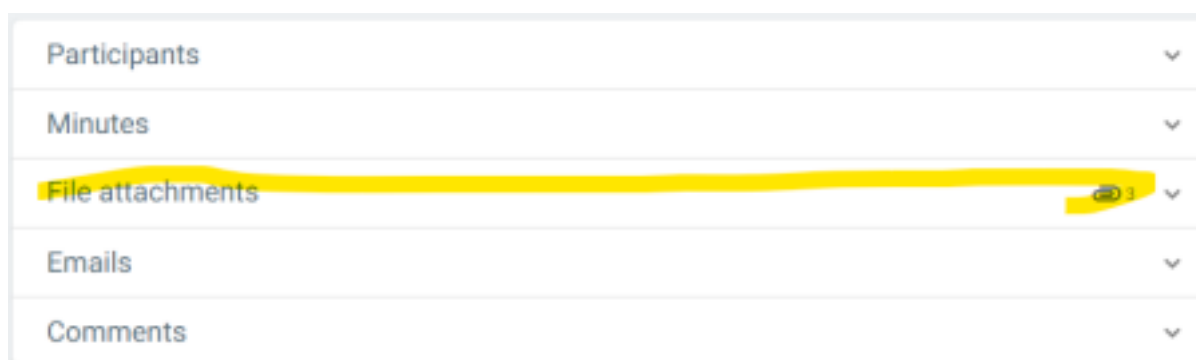 Participants
Minutes
File attachments 3
Emails
Comments